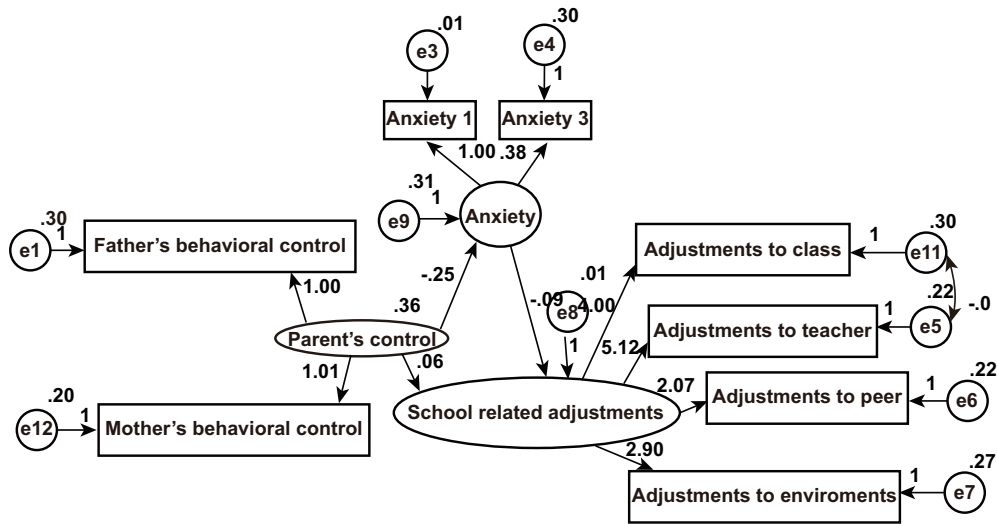 .01
.30
e3
e4
1
Anxiety 1
Anxiety 3
1.00
.38
.31
1
e9
Anxiety
.30
1
e1
Father's behavioral control
1.00
-.25
.36
Parent's control
1.01
.06
.20
1
e12
Mother's behavioral control
-.09
.01
e8
1
4.00
5.12
2.07
2.90
School related adjustments
Adjustments to class
1
.30
e11
Adjustments to teacher
1
.22
e5
-.0
Adjustments to peer
1
.22
e6
Adjustments to enviroments
1
.27
e7